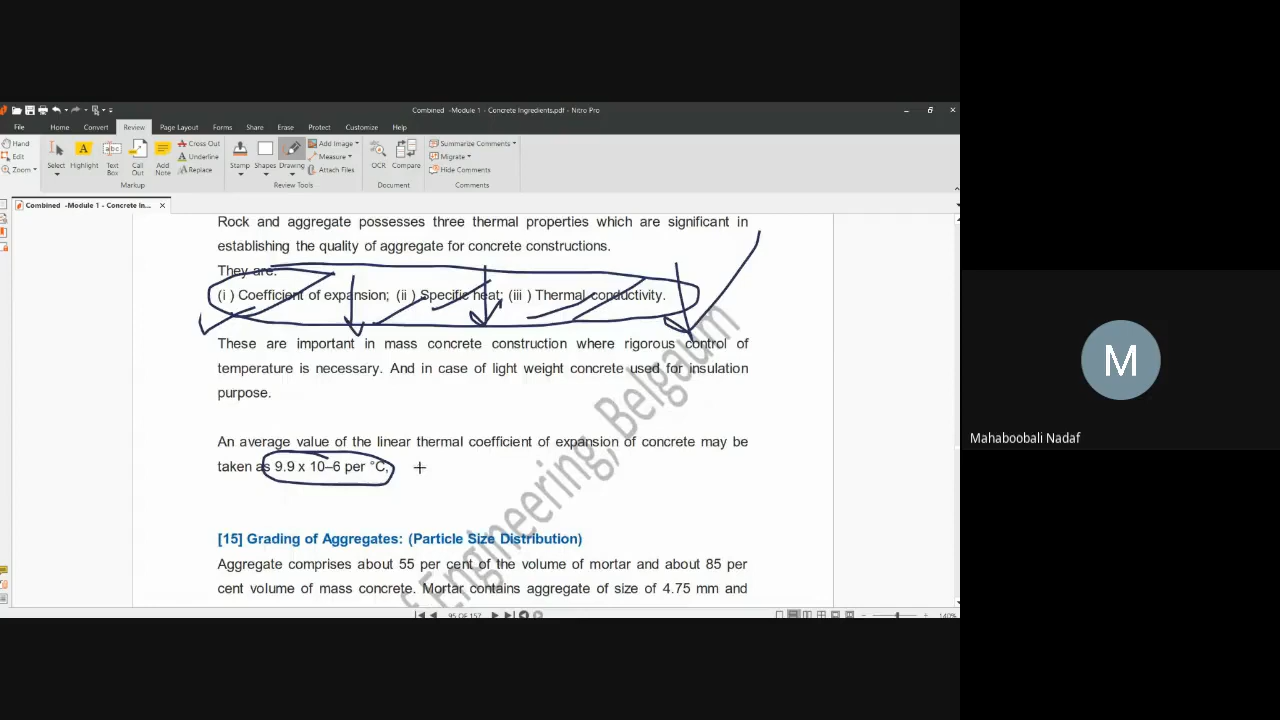 Combined -Module 1 - Concrete Ingredients.pdf - Nitro Pro
File Home Convert Review Page Layout Forms Share Erase Protect Customize Help
Hand
Edit
Zoom
Select Highlight Text Box Call Out Add Note
Cross Out
Underline
Replace
Markup
Stamp Shapes Drawing
Add Image
Measure
Attach Files
Review Tools
OCR Compare
Document
Summarize Comments
Migrate
Hide Comments
Comments
Combined -Module 1 - Concrete In...
Rock and aggregate possesses three thermal properties which are significant in
establishing the quality of aggregate for concrete constructions.
They are:
(i ) Coefficient of expansion; (ii ) Specific heat; (iii ) Thermal conductivity.
These are important in mass concrete construction where rigorous control of
temperature is necessary. And in case of light weight concrete used for insulation
purpose.
An average value of the linear thermal coefficient of expansion of concrete may be
taken as 9.9 x 10–6 per °C,
[15] Grading of Aggregates: (Particle Size Distribution)
Aggregate comprises about 55 per cent of the volume of mortar and about 85 per
cent volume of mass concrete. Mortar contains aggregate of size of 4.75 mm and
f Engineering, Belgaum
95 OF 157
140%
M
Mahaboobali Nadaf